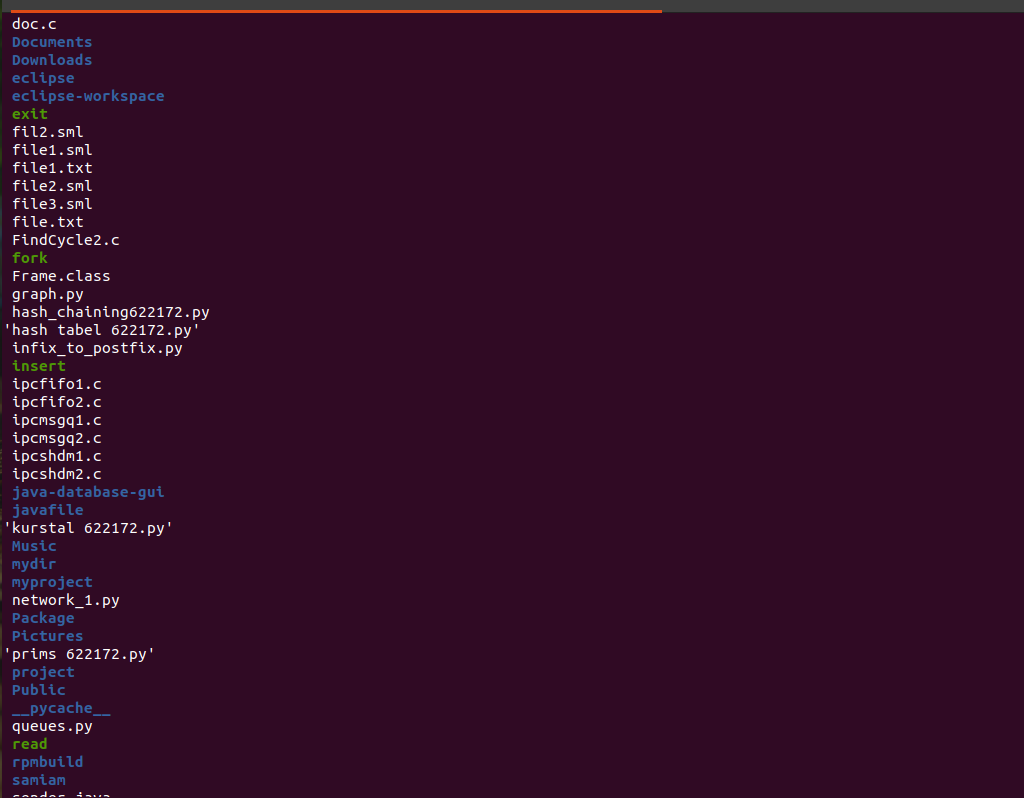 doc.c
Documents
Downloads
eclipse
eclipse-workspace
exit
fil2.sml
file1.sml
file1.txt
file2.sml
file3.sml
file.txt
FindCycle2.c
fork
Frame.class
graph.py
hash_chaining622172.py
'hash tabel 622172.py'
infix_to_postfix.py
insert
ipcfifo1.c
ipcfifo2.c
ipcmsgq1.c
ipcmsgq2.c
ipcshdm1.c
ipcshdm2.c
java-database-gui
javafile
'kurstal 622172.py'
Music
mydir
myproject
network_1.py
Package
Pictures
'prims 622172.py'
project
Public
__pycache__
queues.py
read
rpmbuild
samiam
sender.java